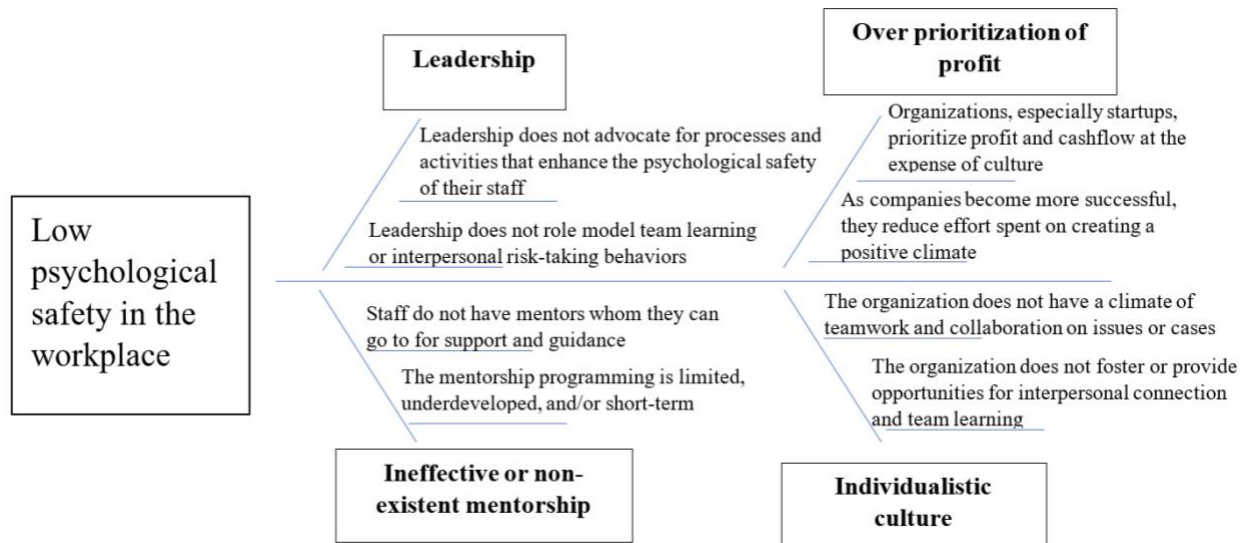 Low
psychological
safety in the
workplace
Leadership
Leadership does not advocate for processes and
activities that enhance the psychological safety
of their staff
Leadership does not role model team learning
or interpersonal risk-taking behaviors
Over prioritization of
profit
Organizations, especially startups,
prioritize profit and cashflow at the
expense of culture
As companies become more successful,
they reduce effort spent on creating a
positive climate
Staff do not have mentors whom they can
go to for support and guidance
The mentorship programming is limited,
underdeveloped, and/or short-term
Ineffective or non-
existent mentorship
The organization does not have a climate of
teamwork and collaboration on issues or cases
The organization does not foster or provide
opportunities for interpersonal connection
and team learning
Individualistic
culture